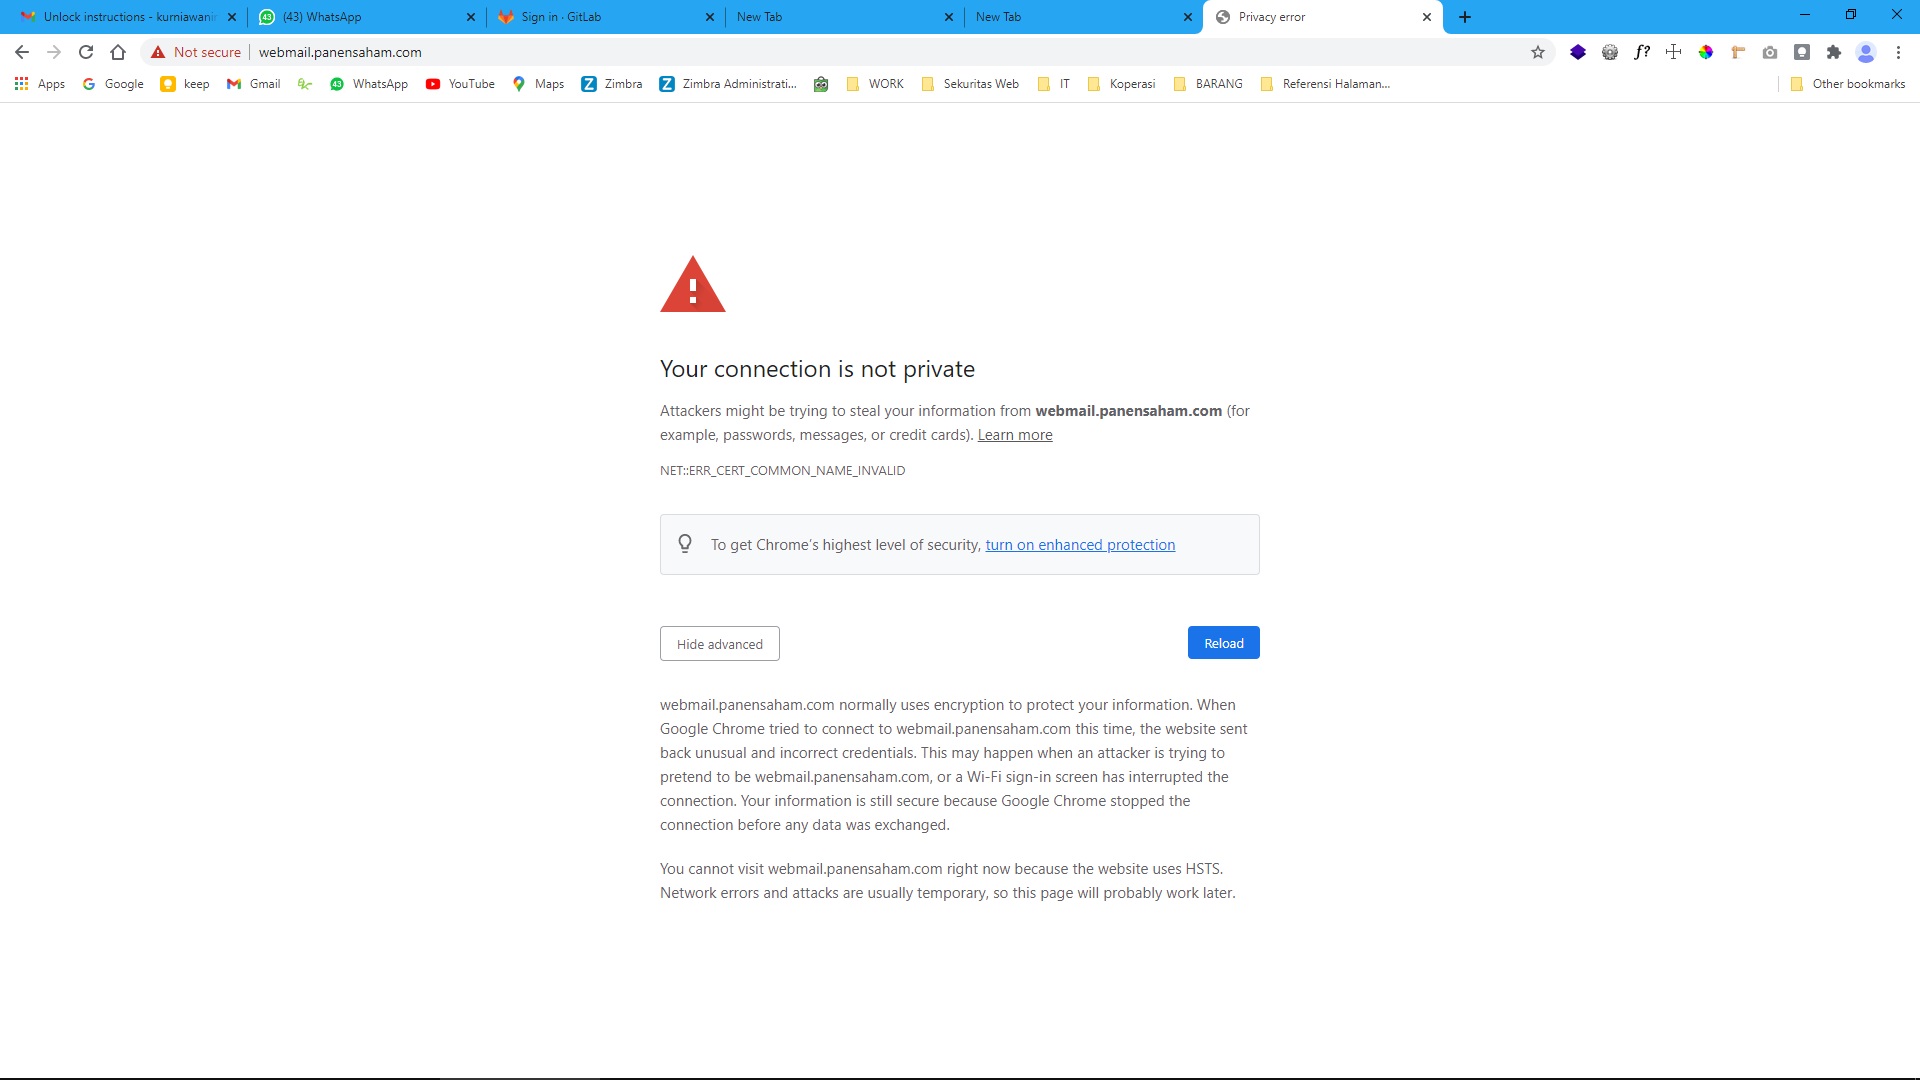 Unlock instructions - kurniawanir
(43) WhatsApp
Sign in · GitLab
New Tab
New Tab
Privacy error
Not secure
webmail.panensaham.com
f?
Apps
Google
keep
Gmail
43
WhatsApp
YouTube
Maps
Zimbra
Zimbra Administrati...
WORK
Sekuritas Web
IT
Koperasi
BARANG
Referensi Halaman...
Other bookmarks
Your connection is not private
Attackers might be trying to steal your information from webmail.panensaham.com (for
example, passwords, messages, or credit cards). Learn more
NET::ERR_CERT_COMMON_NAME_INVALID
To get Chrome's highest level of security, turn on enhanced protection
Hide advanced
Reload
webmail.panensaham.com normally uses encryption to protect your information. When
Google Chrome tried to connect to webmail.panensaham.com this time, the website sent
back unusual and incorrect credentials. This may happen when an attacker is trying to
pretend to be webmail.panensaham.com, or a Wi-Fi sign-in screen has interrupted the
connection. Your information is still secure because Google Chrome stopped the
connection before any data was exchanged.
You cannot visit webmail.panensaham.com right now because the website uses HSTS.
Network errors and attacks are usually temporary, so this page will probably work later.